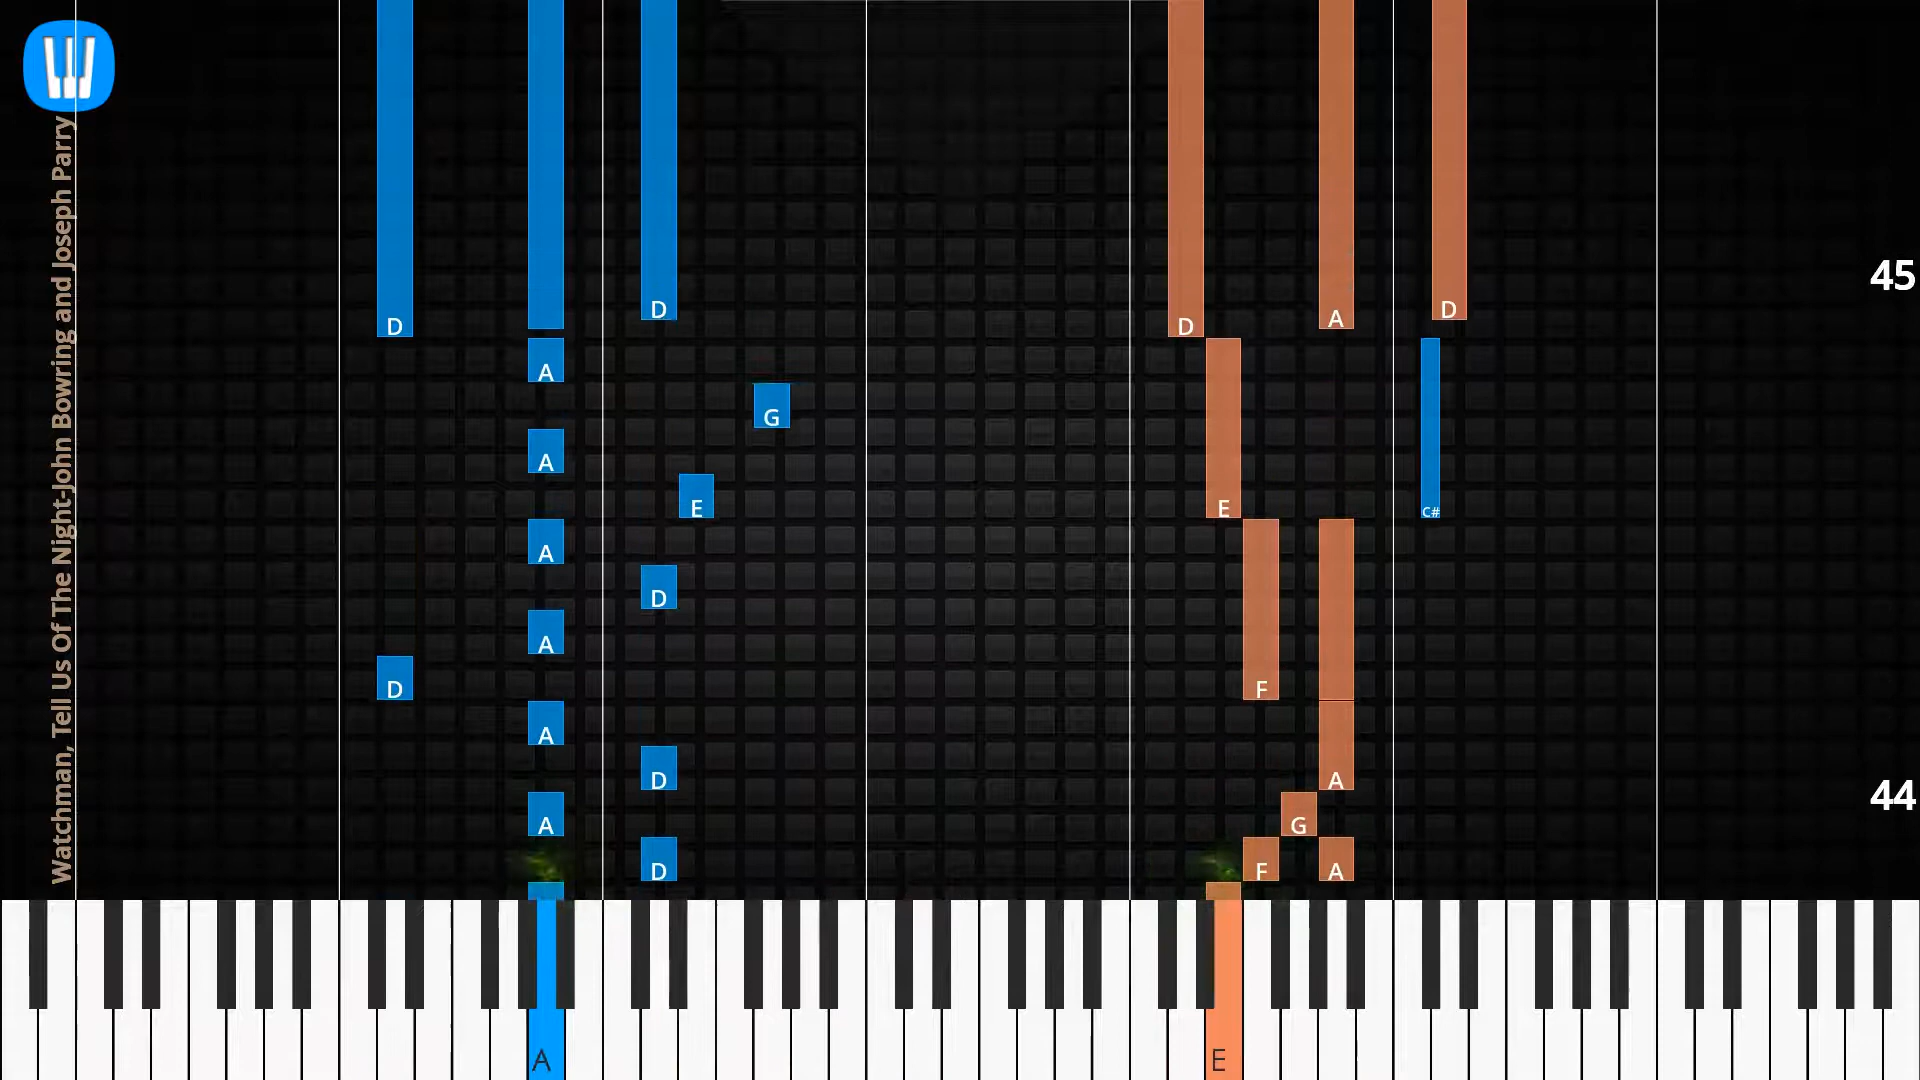 Watchman, Tell Us Of The Night-John Bowring and Joseph Parry
45
D
D
A
D
D
A
G
A
E
E
C#
A
D
A
D
F
A
D
A
44
A
G
D
F
A
A
E